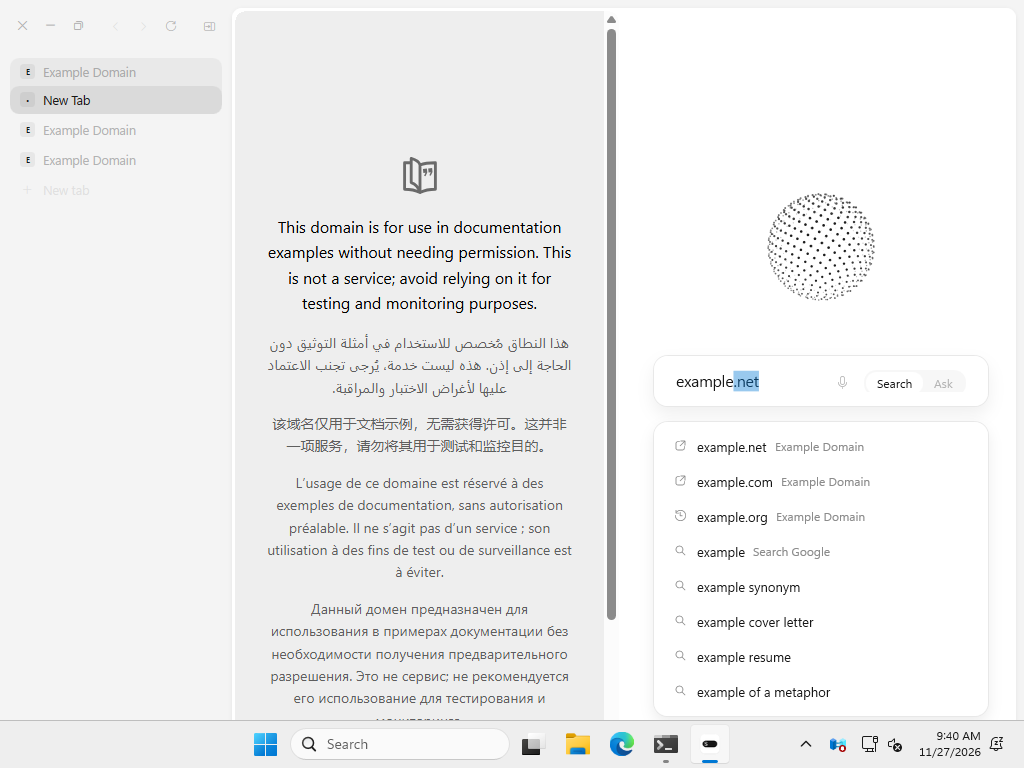 E Example Domain
New Tab
E Example Domain
E Example Domain
+ New tab
This domain is for use in documentation
examples without needing permission. This
is not a service; avoid relying on it for
testing and monitoring purposes.
هذا النطاق مُخصص للاستخدام في أمثلة التوثيق دون
الحاجة إلى إذن. هذه ليست خدمة، يُرجى تجنب الاعتماد
عليها لأغراض الاختبار والمراقبة.
该域名仅用于文档示例，无需获得许可。这并非
一项服务，请勿将其用于测试和监控目的。
L’usage de ce domaine est réservé à des
exemples de documentation, sans autorisation
préalable. Il ne s’agit pas d’un service ; son
utilisation à des fins de test ou de surveillance est
à éviter.
Данный домен предназначен для
использования в примерах документации без
необходимости получения предварительного
разрешения. Это не сервис; не рекомендуется
его использование для тестирования и
example.net
Search Ask
example.net Example Domain
example.com Example Domain
example.org Example Domain
example Search Google
example synonym
example cover letter
example resume
example of a metaphor
Search
9:40 AM
11/27/2026